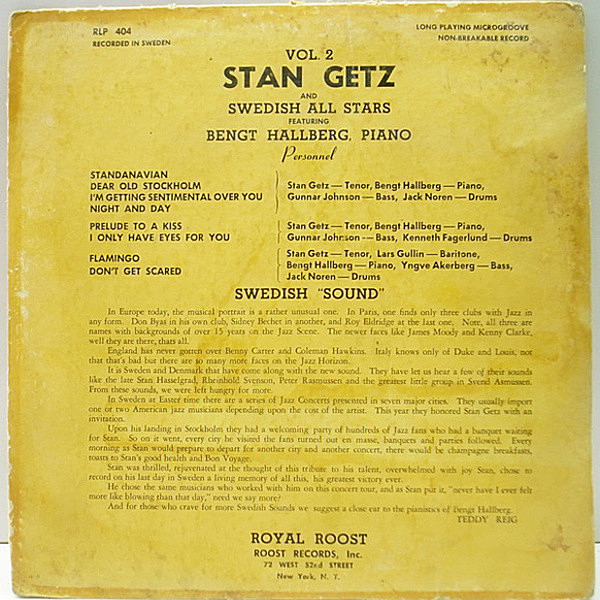 RLP 404
RECORDED IN SWEDEN
LONG PLAYING MICROGROOVE
NON-BREAKABLE RECORD
VOL. 2
STAN GETZ
AND
SWEDISH ALL STARS
FEATURING
BENGT HALLBERG, PIANO
Personnel
STANDANAVIAN
DEAR OLD STOCKHOLM
I'M GETTING SENTIMENTAL OVER YOU
NIGHT AND DAY
Stan Getz — Tenor, Bengt Hallberg — Piano,
Gunnar Johnson — Bass, Jack Noren — Drums
PRELUDE TO A KISS
I ONLY HAVE EYES FOR YOU
Stan Getz — Tenor, Bengt Hallberg — Piano,
Gunnar Johnson — Bass, Kenneth Fagerlund — Drums
FLAMINGO
DON'T GET SCARED
Stan Getz — Tenor, Lars Gullin — Baritone,
Bengt Hallberg — Piano, Yngve Akerberg — Bass,
Jack Noren — Drums
SWEDISH "SOUND"
In Europe today, the musical portrait is a rather unusual one. In Paris, one finds only three clubs with Jazz in
any form. Don Byas in his own club, Sidney Bechet in another, and Roy Eldridge at the last one. Note, all three are
names with backgrounds of over 15 years on the Jazz Scene. The newer faces like James Moody and Kenny Clarke,
well they are there, thats all.
England has never gotten over Benny Carter and Coleman Hawkins. Italy knows only of Duke and Louis, not
that that's bad but there are so many more faces on the Jazz Horizon.
It is Sweden and Denmark that have come along with the new sound. They have let us hear a few of their sounds
like the late Stan Hasselgrad, Rheinhold Svenson, Peter Rasmussen and the greatest little group in Svend Asmussen.
From these sounds, we were left hungry for more.
In Sweden at Easter time there are a series of Jazz Concerts presented in seven major cities. They usually import
one or two American jazz musicians depending upon the cost of the artist. This year they honored Stan Getz with an
invitation.
Upon his landing in Stockholm they had a welcoming party of hundreds of Jazz fans who had a banquet waiting
for Stan. So on it went, every city he visited the fans turned out en masse, banquets and parties followed. Every
morning as Stan would prepare to depart for another city and another concert, there would be champagne breakfasts,
toasts to Stan's good health and Bon Voyage.
Stan was thrilled, rejuvenated at the thought of this tribute to his talent, overwhelmed with joy Stan, chose to
record on his last day in Sweden a living memory of all this, his greatest victory ever.
He chose the same musicians who worked with him on this concert tour, and as Stan put it, "never have I ever felt
more like blowing than that day," need we say more?
And for those who crave for more Swedish Sounds we suggest a close ear to the pianistics of Bengt Hallberg.
TEDDY REIG
ROYAL ROOST
ROOST RECORDS, Inc.
72 WEST 52nd STREET
New York, N. Y.